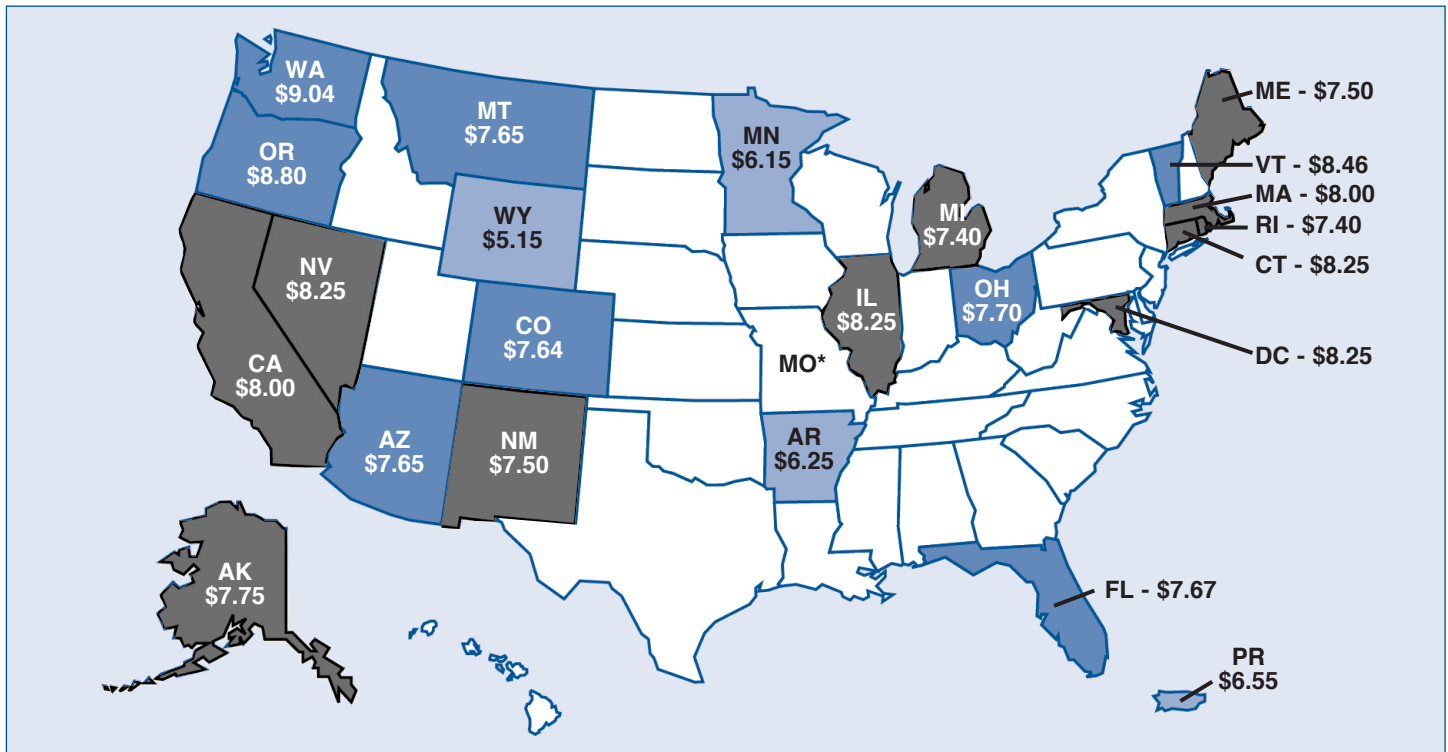 WA
$9.04
MT
$7.65
OR
$8.80
MN
$6.15
WY
$5.15
MI
$7.40
ME - $7.50
VT - $8.46
MA - $8.00
RI - $7.40
CT - $8.25
NV
$8.25
CO
$7.64
IL
$8.25
OH
$7.70
CA
$8.00
MO*
DC - $8.25
AZ
$7.65
NM
$7.50
AR
$6.25
AK
$7.75
FL - $7.67
PR
$6.55